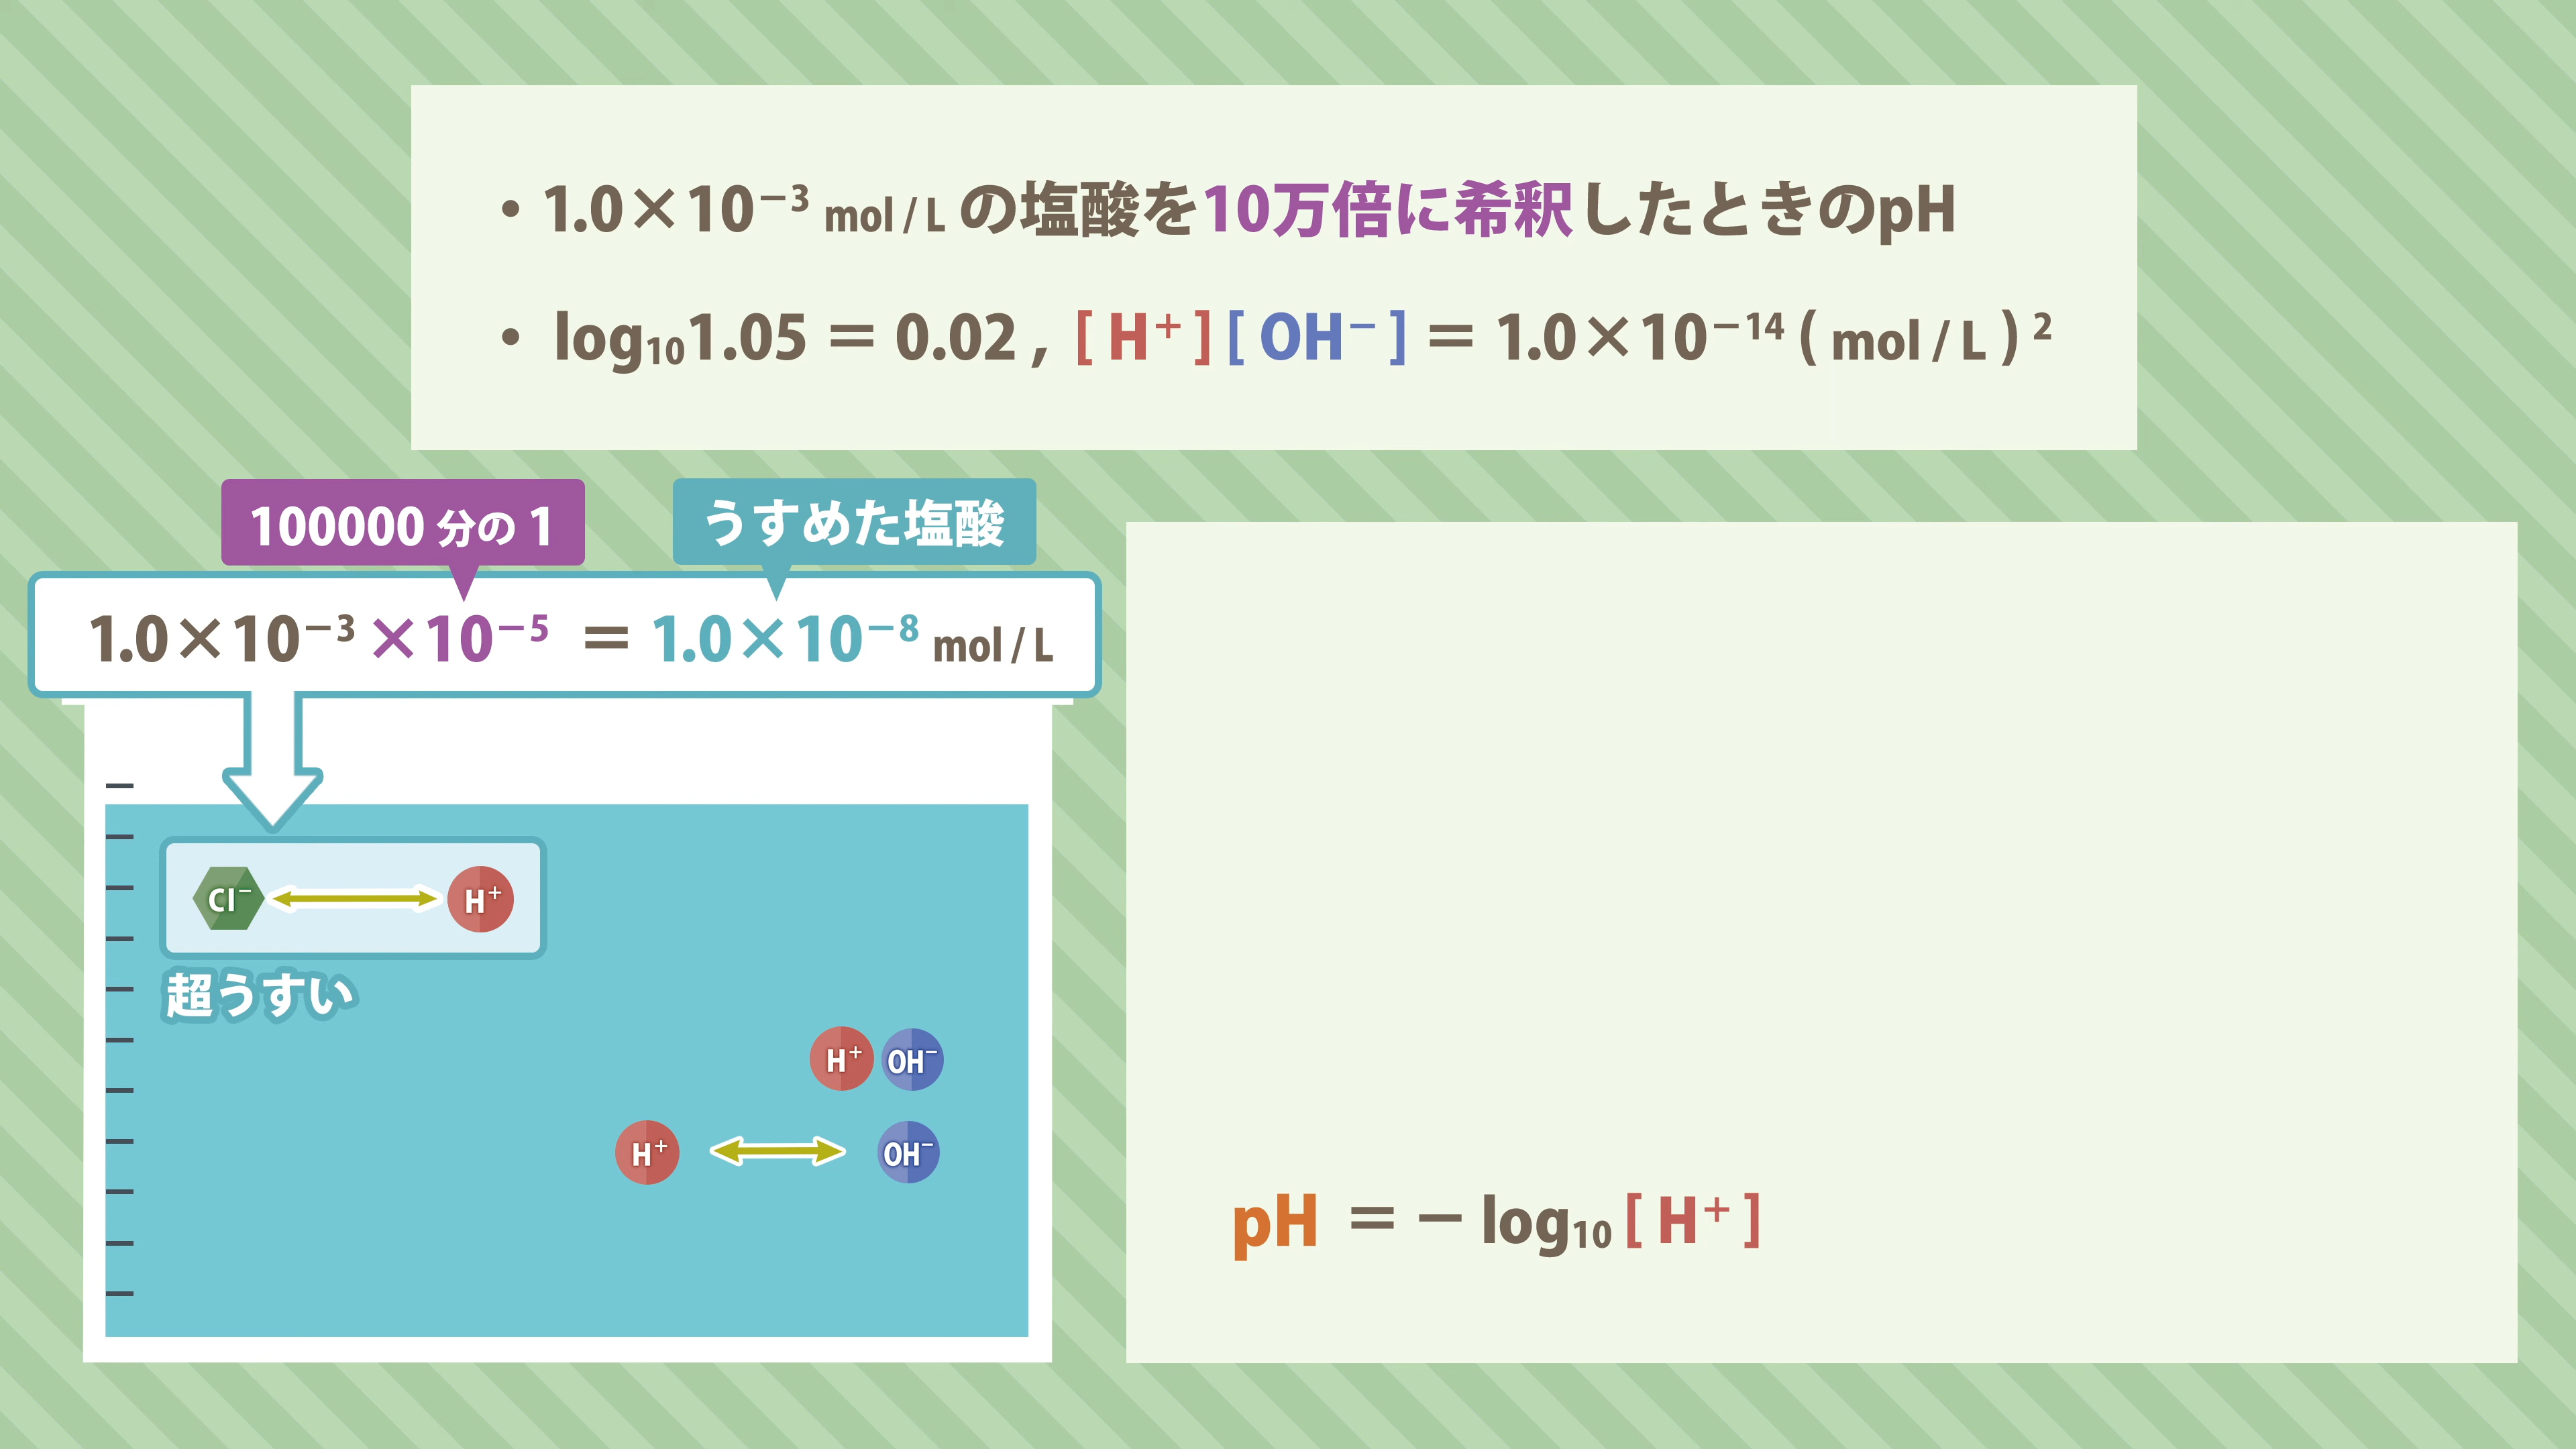 ・1.0×10⁻³ mol / L の塩酸を10万倍に希釈したときのpH
・ log₁₀1.05 = 0.02 , [ H⁺ ] [ OH⁻ ] = 1.0×10⁻¹⁴ ( mol / L ) ²
100000 分の 1
うすめた塩酸
1.0×10⁻³ ×10⁻⁵ = 1.0×10⁻⁸ mol / L
Cl⁻ H⁺
超うすい
H⁺ OH⁻
H⁺ OH⁻
pH = − log₁₀ [ H⁺ ]